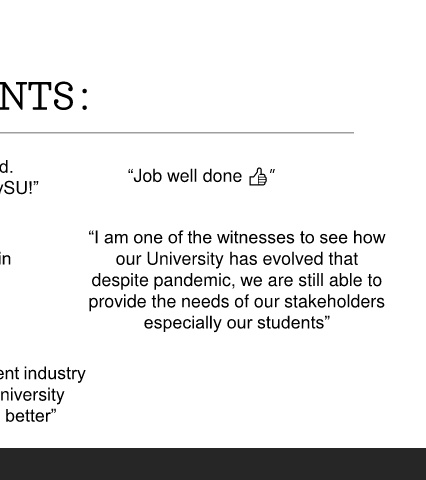 NTS:
d.
ySU!”
“Job well done 👍”
“I am one of the witnesses to see how
our University has evolved that
in
despite pandemic, we are still able to
provide the needs of our stakeholders
especially our students”
ent industry
niversity
better”